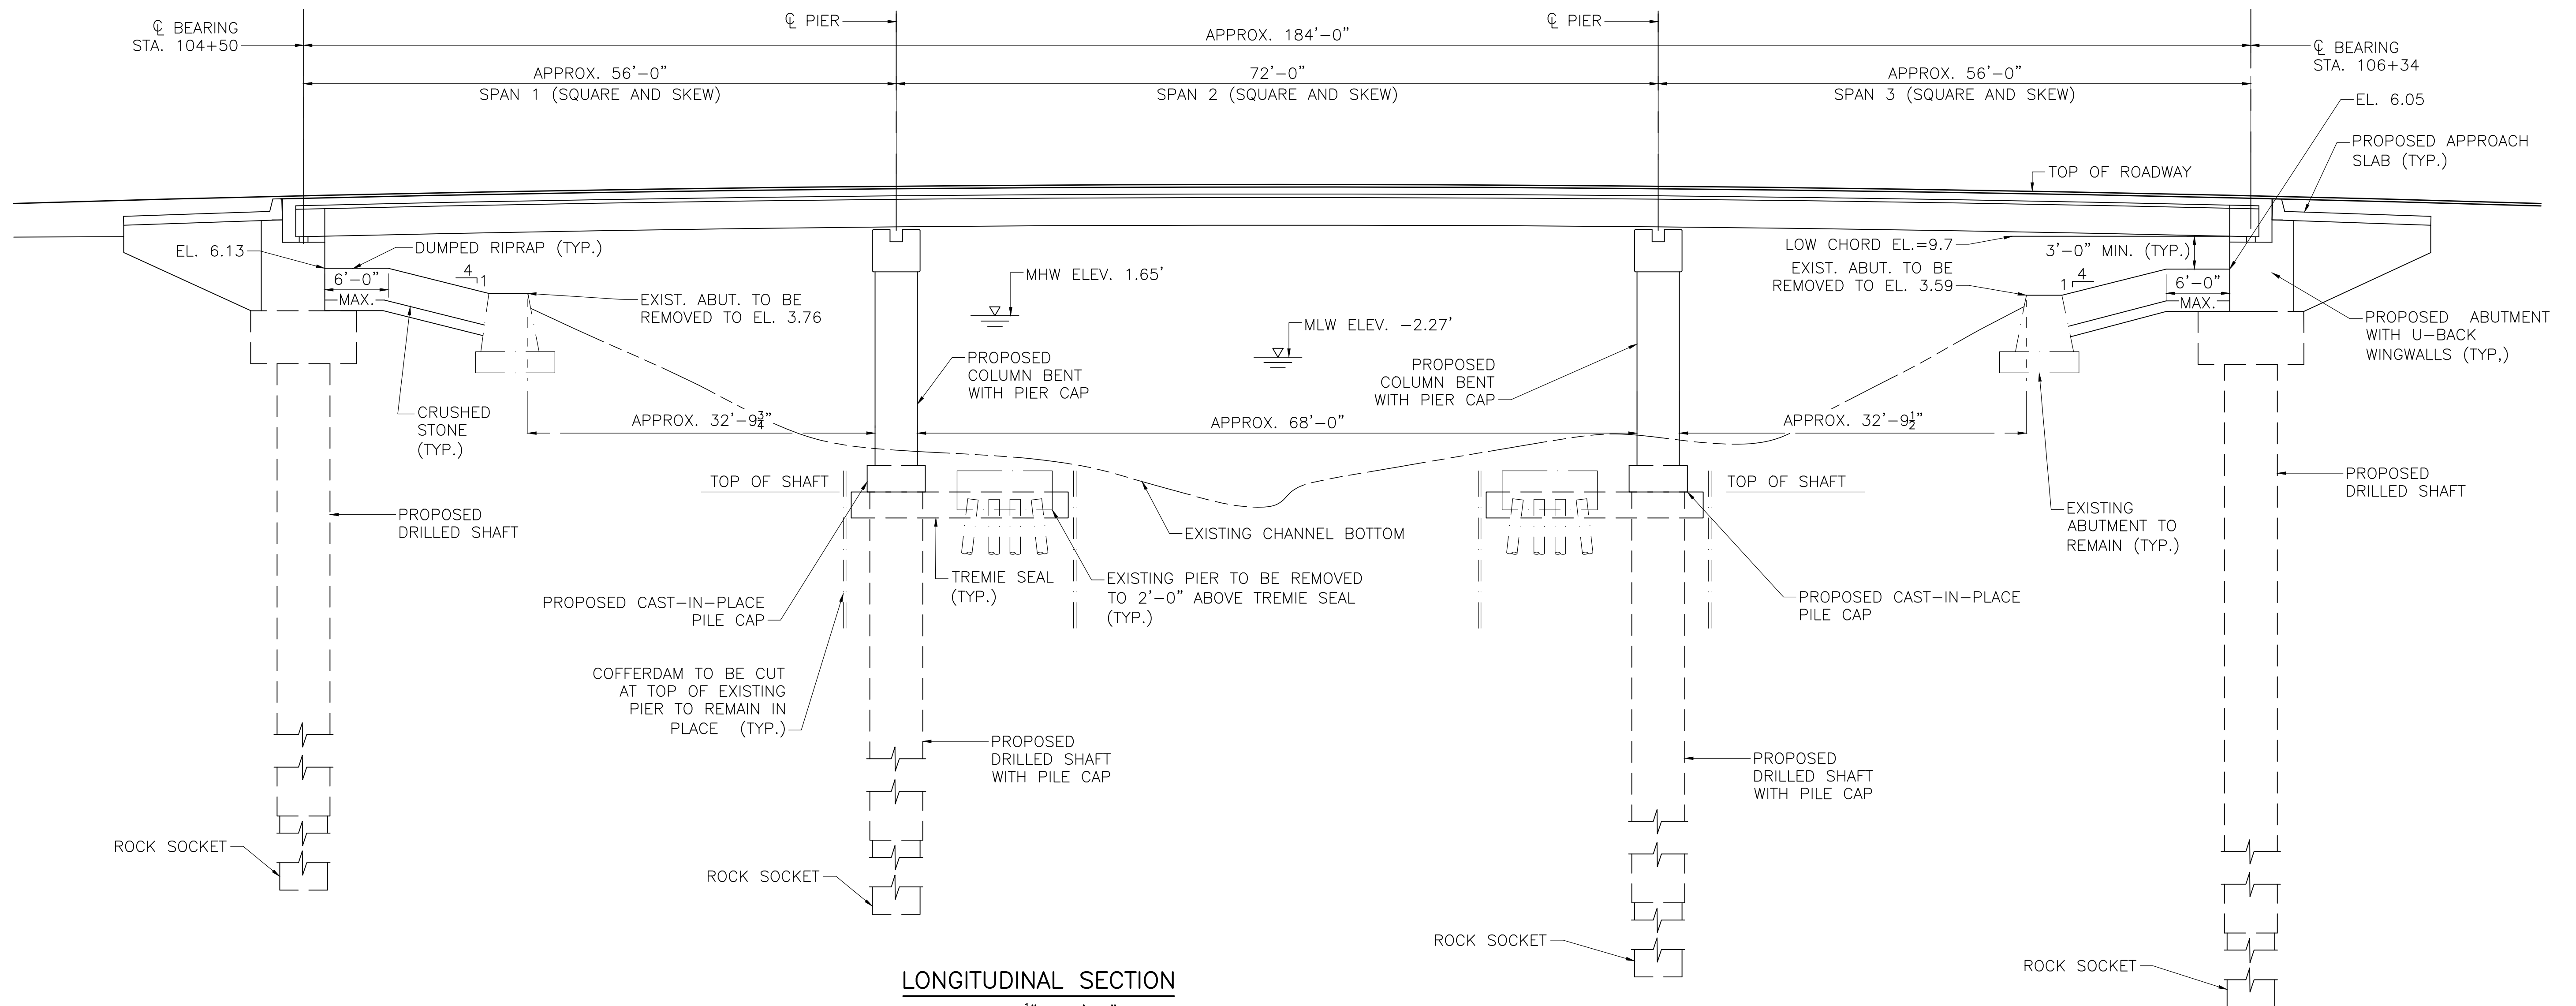 ℄ BEARING
STA. 104+50
℄ PIER
℄ PIER
APPROX. 184'-0"
℄ BEARING
STA. 106+34
APPROX. 56'-0"
SPAN 1 (SQUARE AND SKEW)
72'-0"
SPAN 2 (SQUARE AND SKEW)
APPROX. 56'-0"
SPAN 3 (SQUARE AND SKEW)
EL. 6.05
PROPOSED APPROACH
SLAB (TYP.)
TOP OF ROADWAY
EL. 6.13
DUMPED RIPRAP (TYP.)
6'-0"
MAX.
4
1
EXIST. ABUT. TO BE
REMOVED TO EL. 3.76
MHW ELEV. 1.65'
MLW ELEV. -2.27'
LOW CHORD EL.=9.7
3'-0" MIN. (TYP.)
EXIST. ABUT. TO BE
REMOVED TO EL. 3.59
4
1
6'-0"
MAX.
PROPOSED ABUTMENT
WITH U-BACK
WINGWALLS (TYP,)
PROPOSED
COLUMN BENT
WITH PIER CAP
PROPOSED
COLUMN BENT
WITH PIER CAP
CRUSHED
STONE
(TYP.)
APPROX. 32'-9¾"
APPROX. 68'-0"
APPROX. 32'-9½"
TOP OF SHAFT
TOP OF SHAFT
PROPOSED
DRILLED SHAFT
PROPOSED
DRILLED SHAFT
EXISTING CHANNEL BOTTOM
EXISTING
ABUTMENT TO
REMAIN (TYP.)
PROPOSED CAST-IN-PLACE
PILE CAP
TREMIE SEAL
(TYP.)
EXISTING PIER TO BE REMOVED
TO 2'-0" ABOVE TREMIE SEAL
(TYP.)
PROPOSED CAST-IN-PLACE
PILE CAP
COFFERDAM TO BE CUT
AT TOP OF EXISTING
PIER TO REMAIN IN
PLACE (TYP.)
PROPOSED
DRILLED SHAFT
WITH PILE CAP
PROPOSED
DRILLED SHAFT
WITH PILE CAP
ROCK SOCKET
ROCK SOCKET
ROCK SOCKET
ROCK SOCKET
LONGITUDINAL SECTION